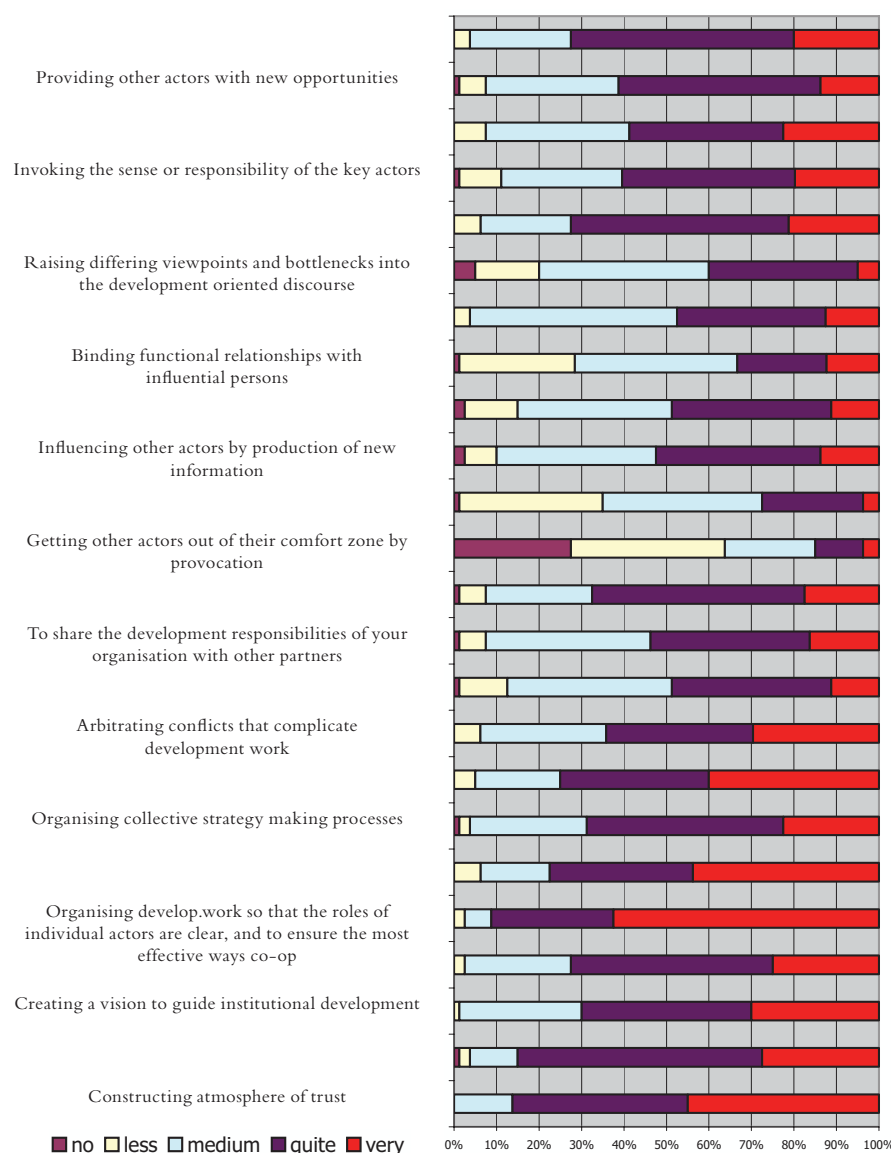 Providing other actors with new opportunities
Invoking the sense or responsibility of the key actors
Raising differing viewpoints and bottlenecks into
the development oriented discourse
Binding functional relationships with
influential persons
Influencing other actors by production of new
information
Getting other actors out of their comfort zone by
provocation
To share the development responsibilities of your
organisation with other partners
Arbitrating conflicts that complicate
development work
Organising collective strategy making processes
Organising develop.work so that the roles of
individual actors are clear, and to ensure the most
effective ways co-op
Creating a vision to guide institutional development
Constructing atmosphere of trust
no less medium quite very
0% 10% 20% 30% 40% 50% 60% 70% 80% 90% 100%